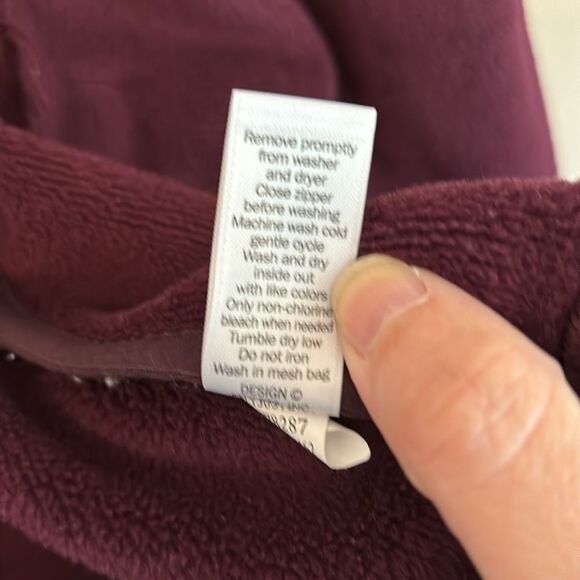 Remove promptly
from washer
and dryer
Close zipper
before washing
Machine wash cold
gentle cycle
Wash and dry
inside out
with like colors
Only non-chlorine
bleach when needed
Tumble dry low
Do not iron
Wash in mesh bag
DESIGN ©
287